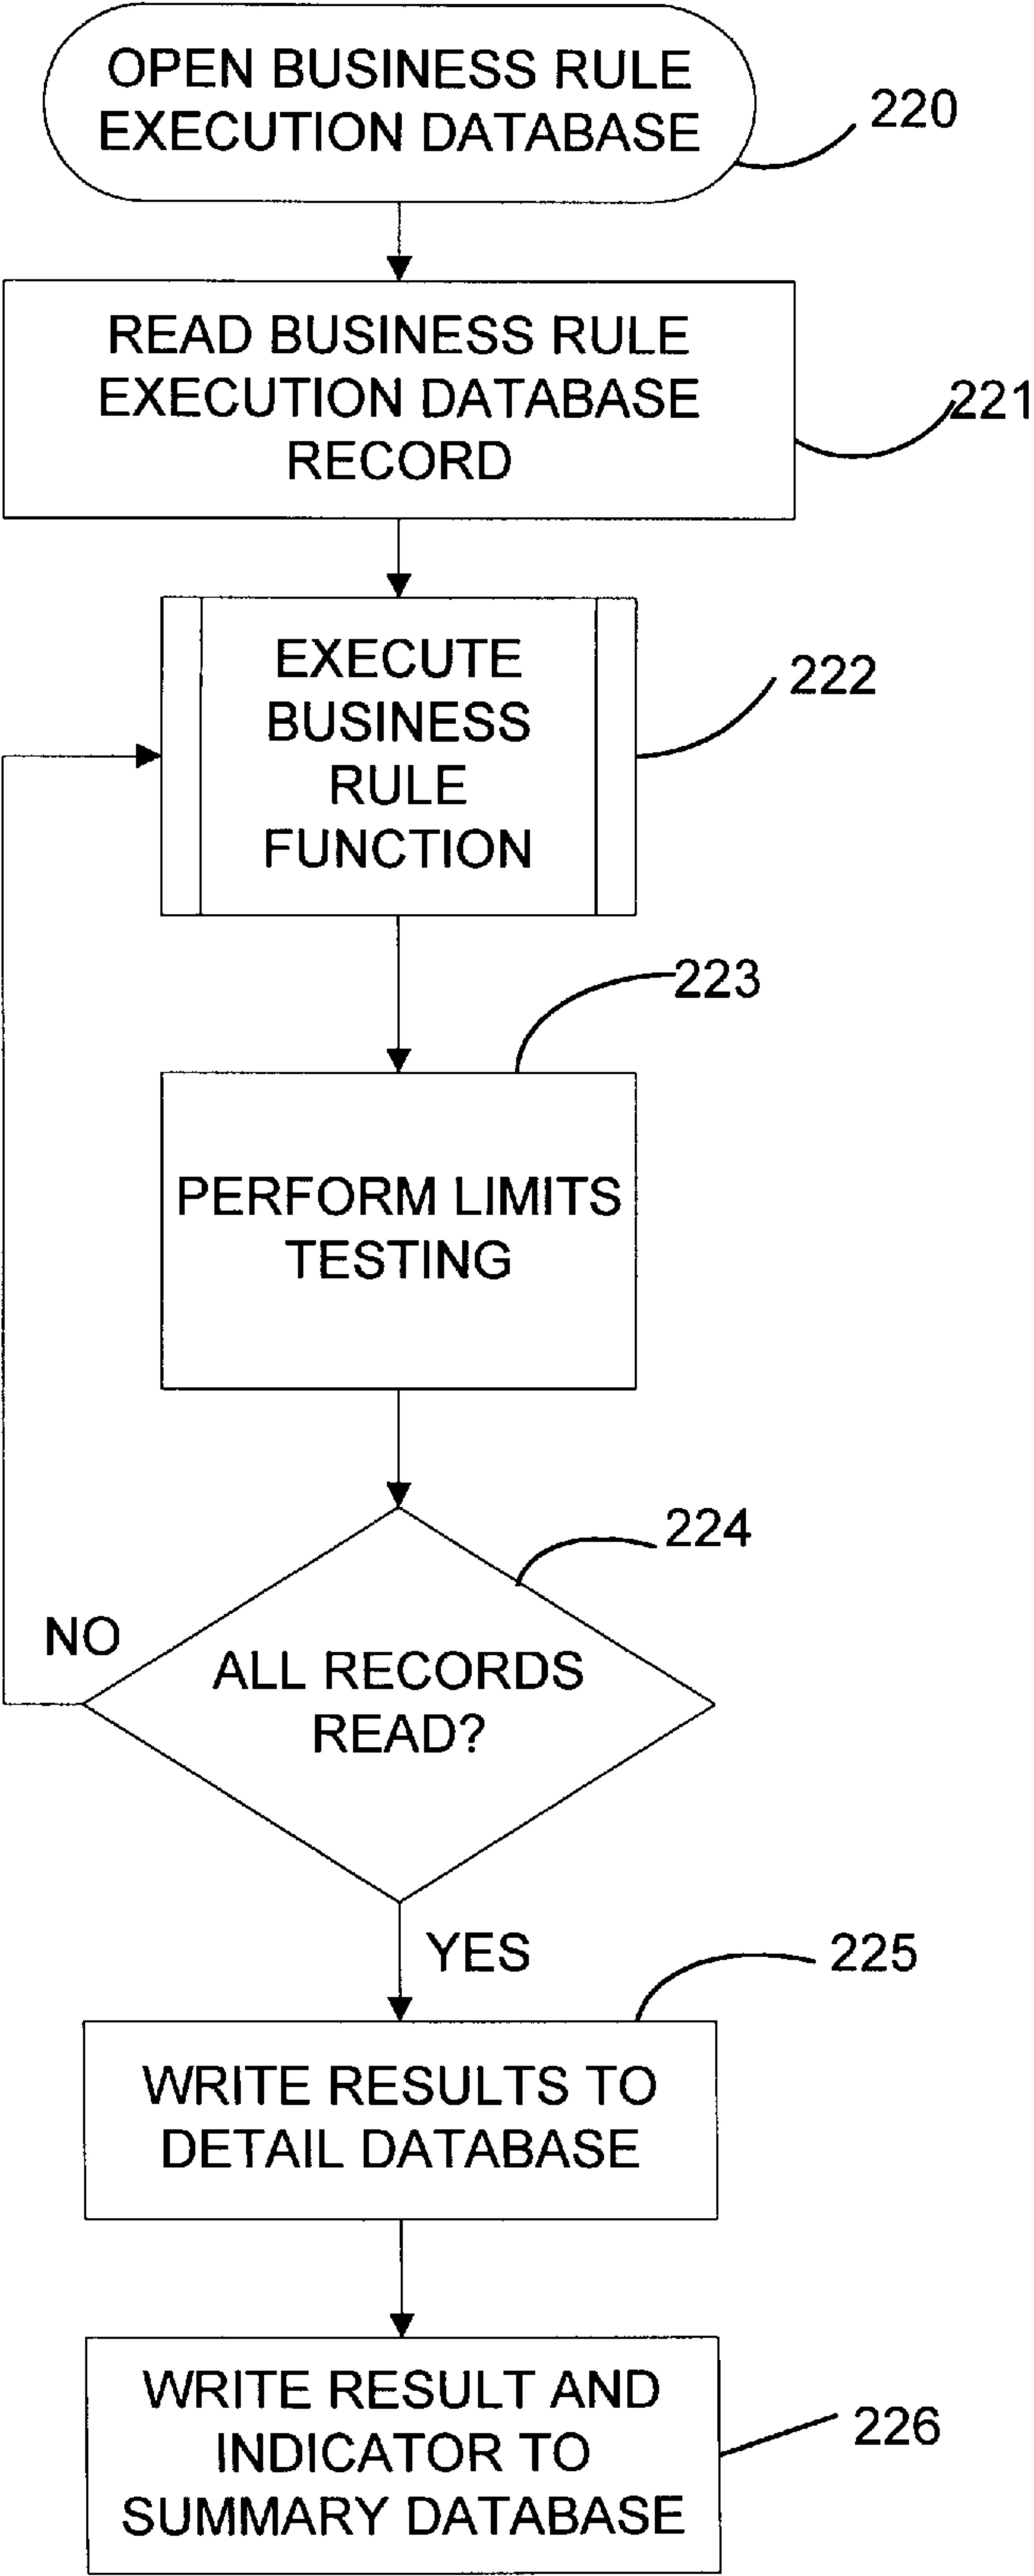 OPEN BUSINESS RULE
EXECUTION DATABASE
220
READ BUSINESS RULE
EXECUTION DATABASE
RECORD
221
EXECUTE
BUSINESS
RULE
FUNCTION
222
223
PERFORM LIMITS
TESTING
224
NO
ALL RECORDS
READ?
YES
225
WRITE RESULTS TO
DETAIL DATABASE
WRITE RESULT AND
INDICATOR TO
SUMMARY DATABASE
226